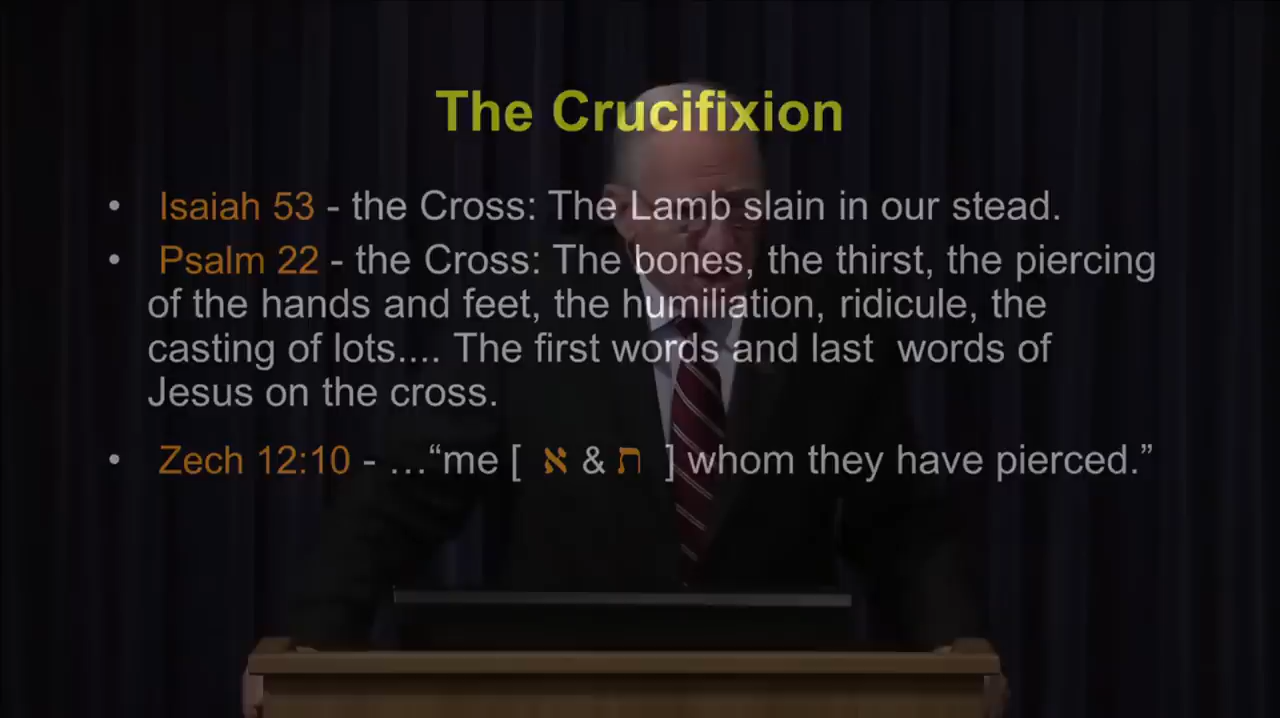 The Crucifixion
• Isaiah 53 - the Cross: The Lamb slain in our stead.
• Psalm 22 - the Cross: The bones, the thirst, the piercing
of the hands and feet, the humiliation, ridicule, the
casting of lots.... The first words and last words of
Jesus on the cross.
• Zech 12:10 - …“me [ א & ת ] whom they have pierced.”